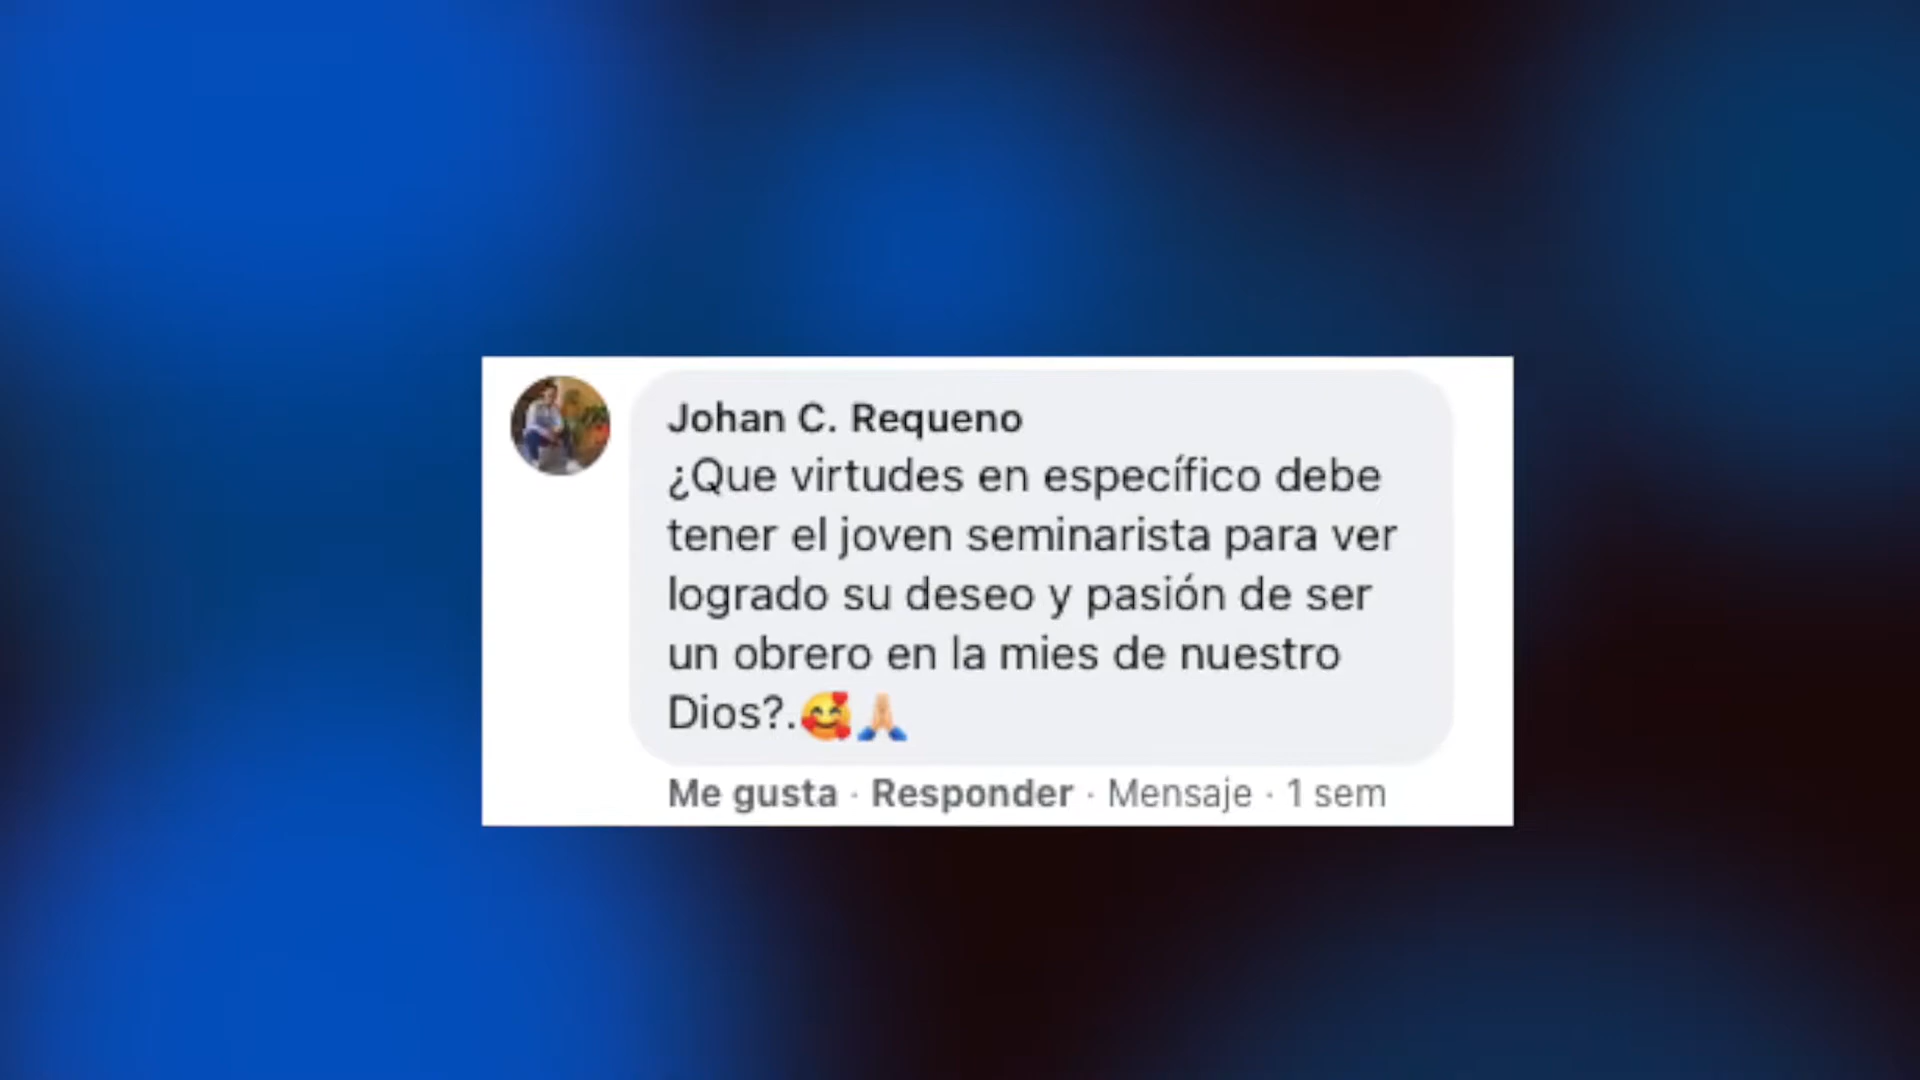 Johan C. Requeno
¿Que virtudes en específico debe
tener el joven seminarista para ver
logrado su deseo y pasión de ser
un obrero en la mies de nuestro
Dios?.🥰🙏🏼
Me gusta · Responder · Mensaje · 1 sem